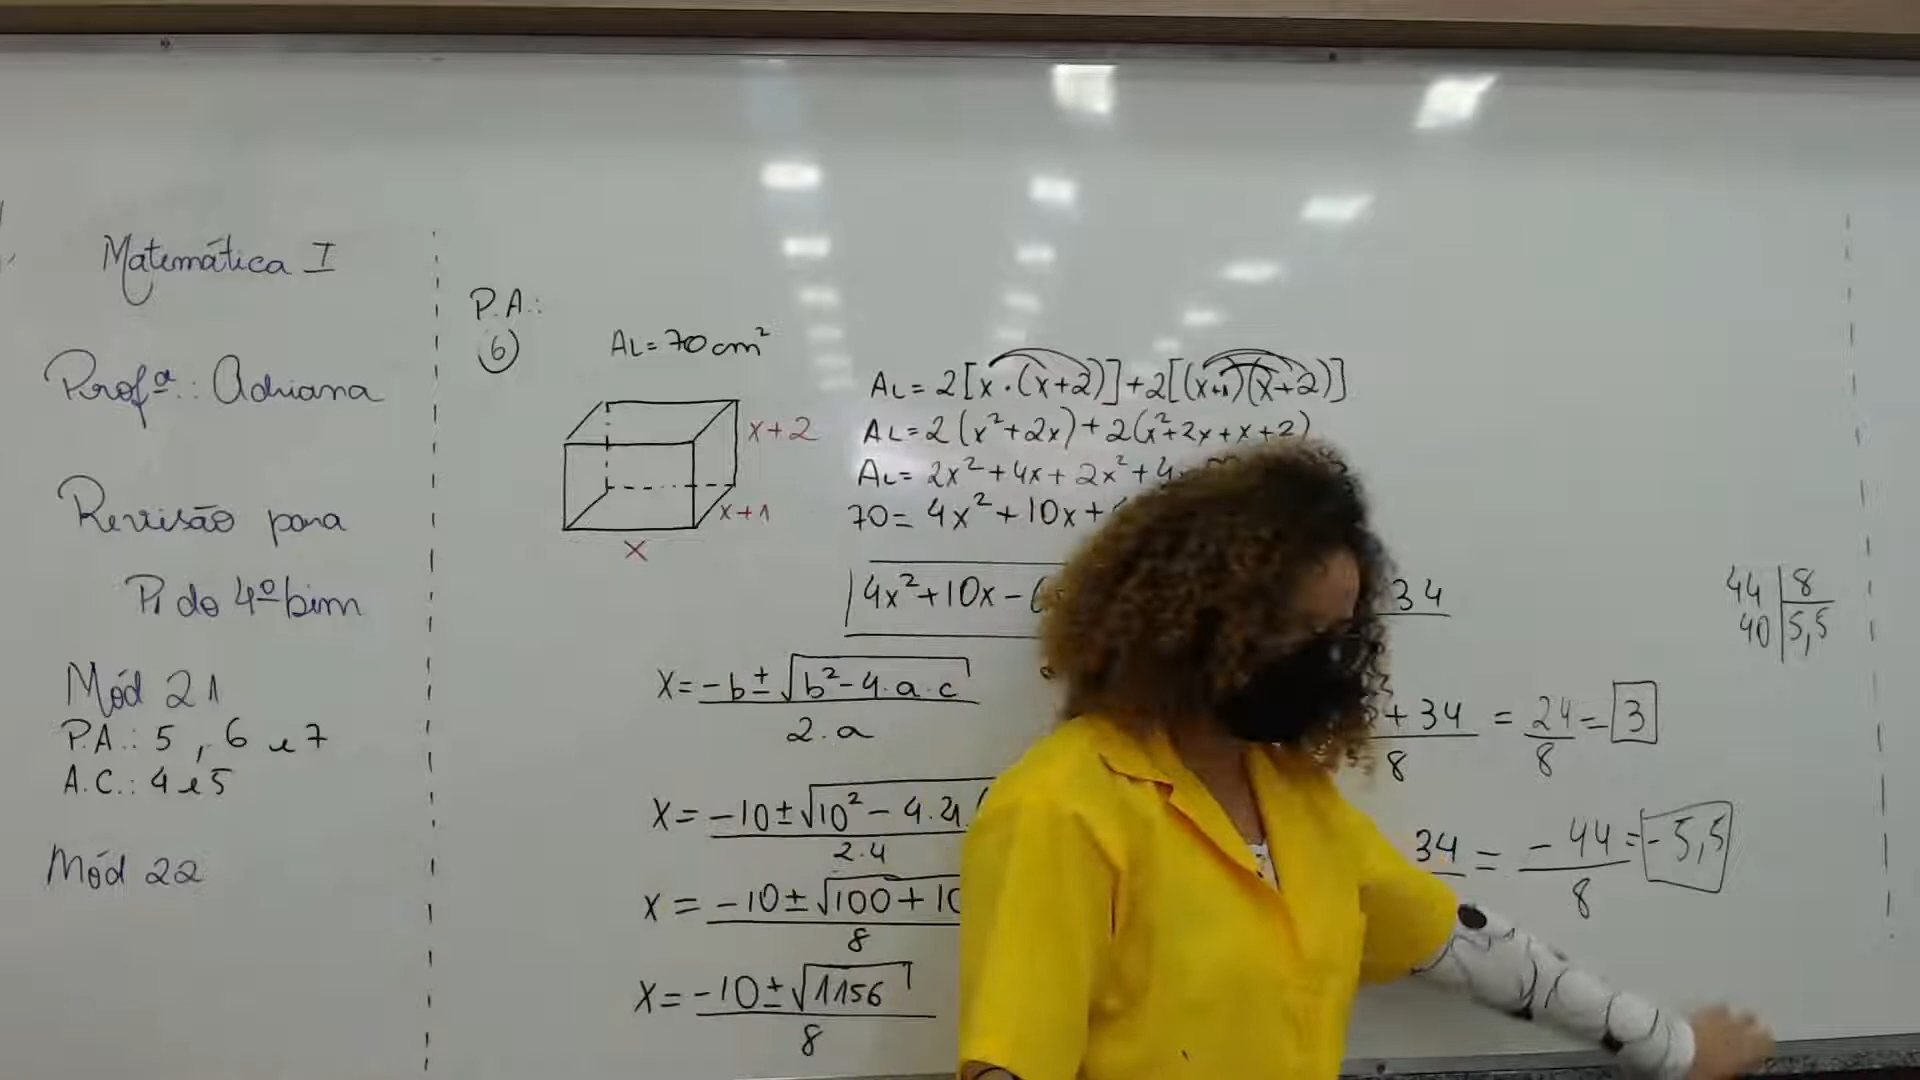 Matemática I
Profª.: Adriana
Revisão para
P1 do 4º bim
Mód 21
P.A.: 5, 6 e 7
A.C.: 4 e 5
Mód 22
P.A.:
6
AL = 70 cm²
x+2
x+1
x
AL = 2[x·(x+2)]+2[(x+1)(x+2)]
AL = 2(x²+2x)+2(x²+2x+x+2)
AL = 2x²+4x+2x²+4
70 = 4x²+10x+
4x²+10x-6
x = -b±√b²-4.a.c
2.a
x = -10±√10²-4.4.(
2.4
x = -10±√100+10
8
x = -10±√1156
8
34
+34 = 24 = 3
8 8
34 = -44 = -5,5
8
44 8
40 5,5